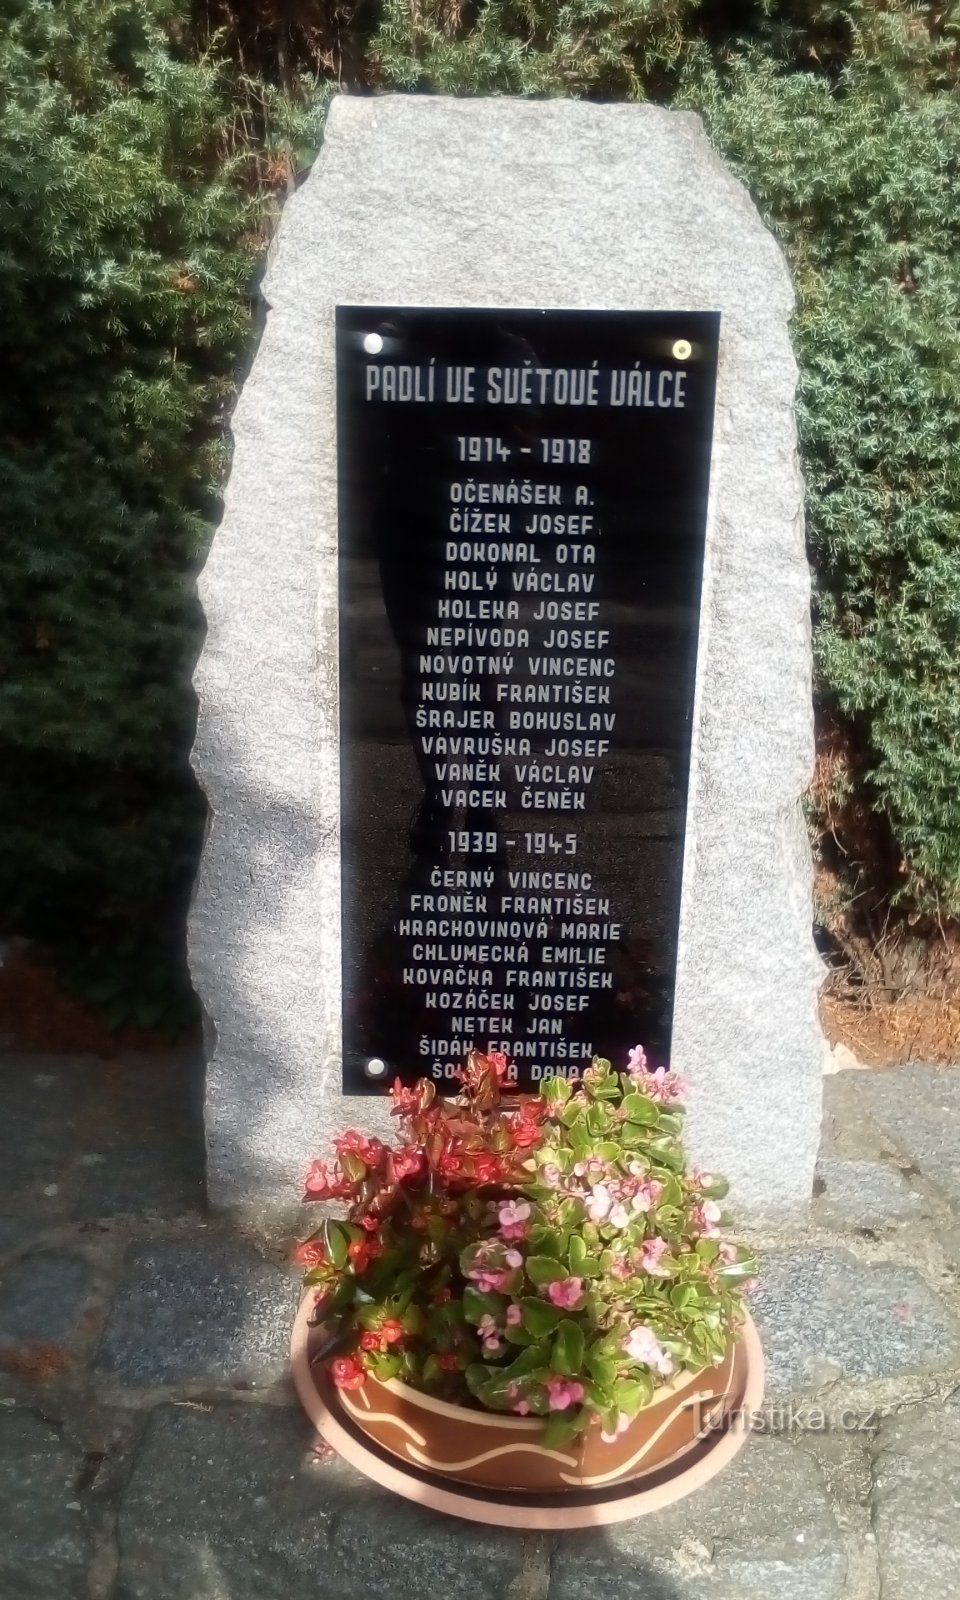 PADLÍ VE SVĚTOVÉ VÁLCE
1914 - 1918
OČENÁŠEK A.
ČÍŽEK JOSEF
DOKONAL OTA
HOLÝ VÁCLAV
HOLEKA JOSEF
NEPÍVODA JOSEF
NOVOTNÝ VINCENC
KUBÍK FRANTIŠEK
ŠRAJER BOHUSLAV
VAVRUŠKA JOSEF
VANĚK VÁCLAV
VACEK ČENĚK
1939 - 1945
ČERNÝ VINCENC
FRONĚK FRANTIŠEK
HRACHOVINOVÁ MARIE
CHLUMECKÁ EMILIE
KOVAČKA FRANTIŠEK
KOZÁČEK JOSEF
NETEK JAN
ŠIDÁK FRANTIŠEK
DANA
Turistika.cz